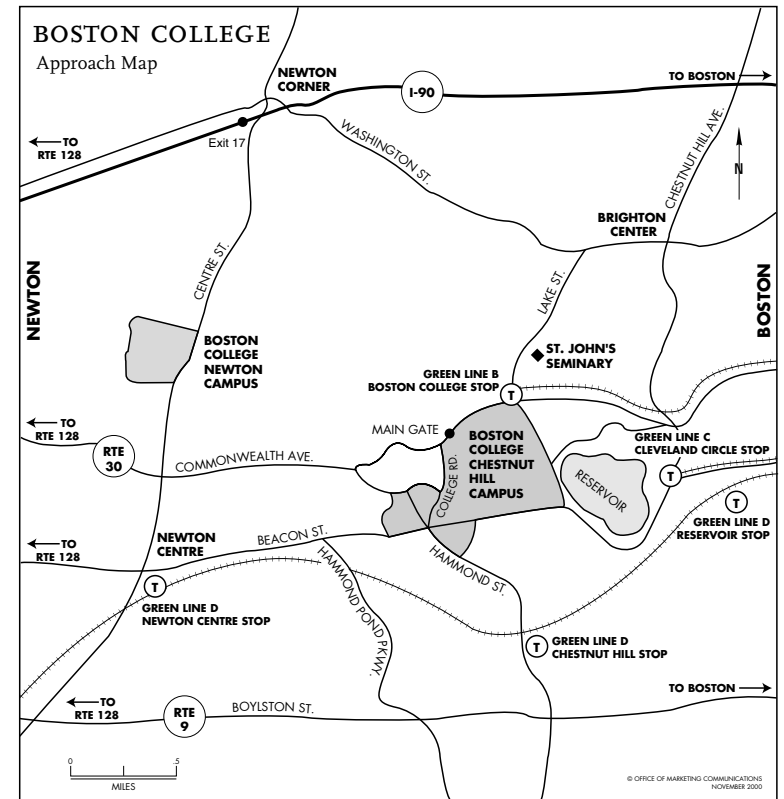 BOSTON COLLEGE
Approach Map
NEWTON
CORNER
I-90
TO BOSTON
Exit 17
TO
RTE 128
WASHINGTON ST.
CHESTNUT HILL AVE.
N
BRIGHTON
CENTER
CENTRE ST.
LAKE ST.
NEWTON
BOSTON
BOSTON
COLLEGE
NEWTON
CAMPUS
ST. JOHN'S
SEMINARY
GREEN LINE B
BOSTON COLLEGE STOP
T
TO
RTE 128
RTE
30
COMMONWEALTH AVE.
MAIN GATE
COLLEGE RD.
BOSTON
COLLEGE
CHESTNUT
HILL
CAMPUS
GREEN LINE C
CLEVELAND CIRCLE STOP
T
RESERVOIR
T
GREEN LINE D
RESERVOIR STOP
TO
RTE 128
NEWTON
CENTRE
BEACON ST.
HAMMOND ST.
HAMMOND POND PKWY.
T
GREEN LINE D
NEWTON CENTRE STOP
T
GREEN LINE D
CHESTNUT HILL STOP
TO
RTE 128
RTE
9
BOYLSTON ST.
TO BOSTON
0 .5
MILES
© OFFICE OF MARKETING COMMUNICATIONS
NOVEMBER 2000